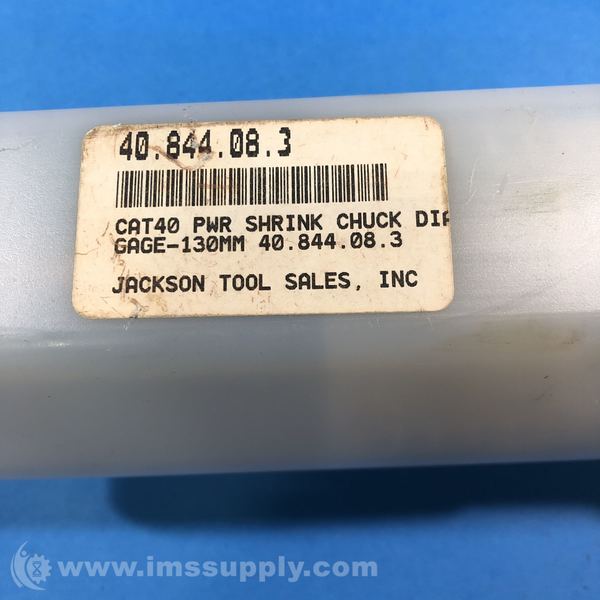 40.844.08.3
CAT40 PWR SHRINK CHUCK DIA
GAGE-130MM 40.844.08.3
JACKSON TOOL SALES, INC
www.imssupply.com